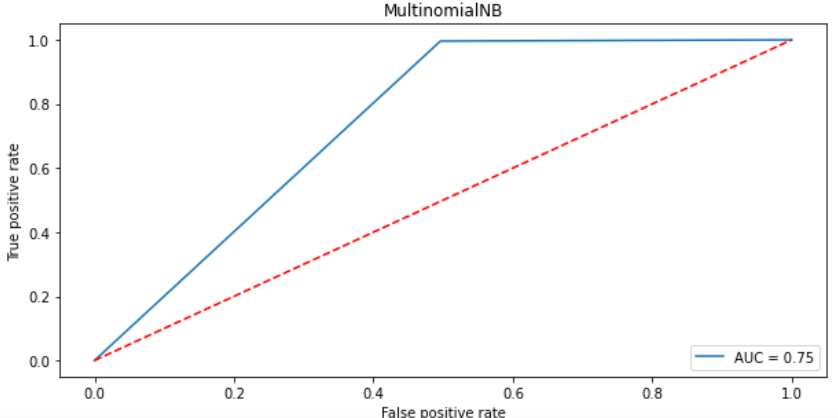 MultinomialNB
1.0
0.8
0.6
0.4
0.2
0.0
True positive rate
0.0 0.2 0.4 0.6 0.8 1.0
False positive rate
AUC = 0.75